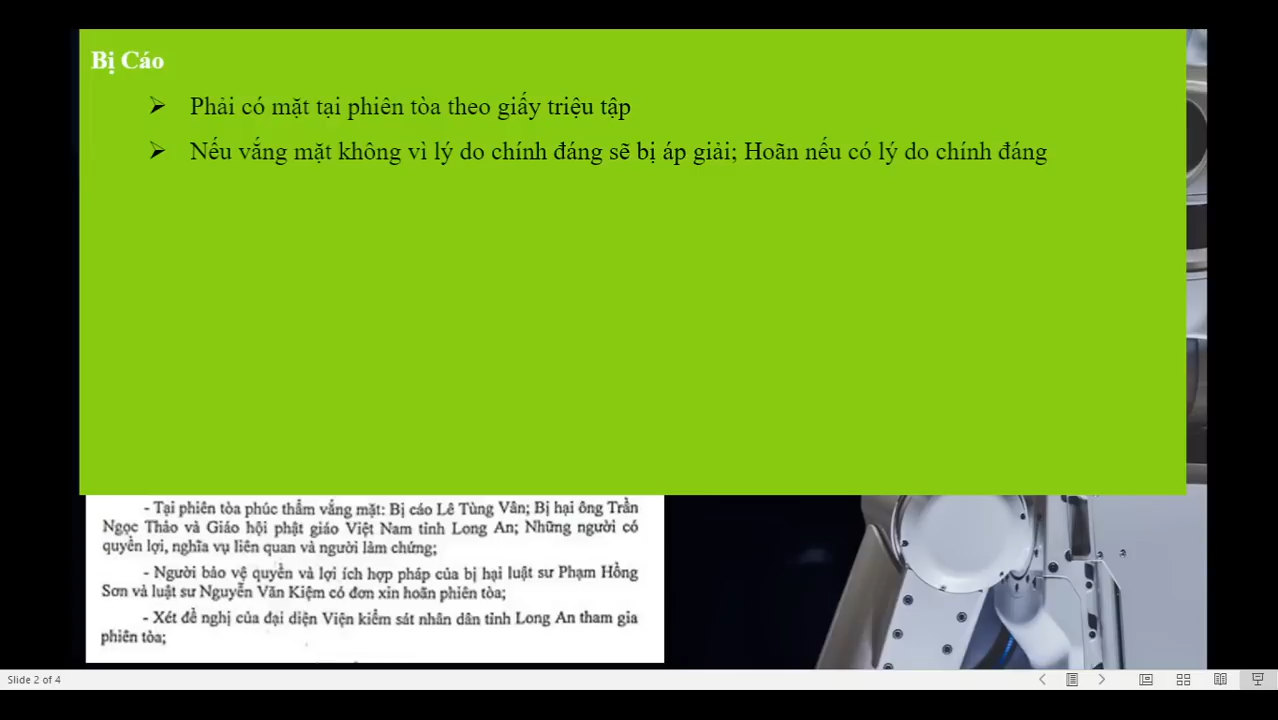 Bị Cáo
Phải có mặt tại phiên tòa theo giấy triệu tập
Nếu vắng mặt không vì lý do chính đáng sẽ bị áp giải; Hoãn nếu có lý do chính đáng
- Tại phiên tòa phúc thẩm vắng mặt: Bị cáo Lê Tùng Vân; Bị hại ông Trần
Ngọc Thảo và Giáo hội phật giáo Việt Nam tỉnh Long An; Những người có
quyền lợi, nghĩa vụ liên quan và người làm chứng;
- Người bảo vệ quyền và lợi ích hợp pháp của bị hại luật sư Phạm Hồng
Sơn và luật sư Nguyễn Văn Kiệm có đơn xin hoãn phiên tòa;
- Xét đề nghị của đại diện Viện kiểm sát nhân dân tỉnh Long An tham gia
phiên tòa;
Slide 2 of 4